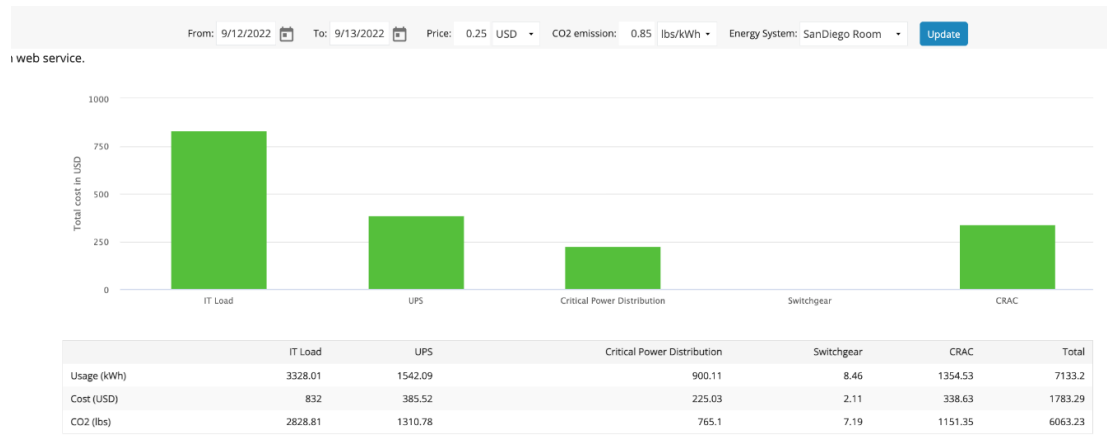 From: 9/12/2022 To: 9/13/2022 Price: 0.25 USD CO2 emission: 0.85 lbs/kWh Energy System: SanDiego Room Update
web service.
1000
750
500
250
0
Total cost in USD
IT Load UPS Critical Power Distribution Switchgear CRAC
IT Load UPS Critical Power Distribution Switchgear CRAC Total
Usage (kWh) 3328.01 1542.09 900.11 8.46 1354.53 7133.2
Cost (USD) 832 385.52 225.03 2.11 338.63 1783.29
CO2 (lbs) 2828.81 1310.78 765.1 7.19 1151.35 6063.23